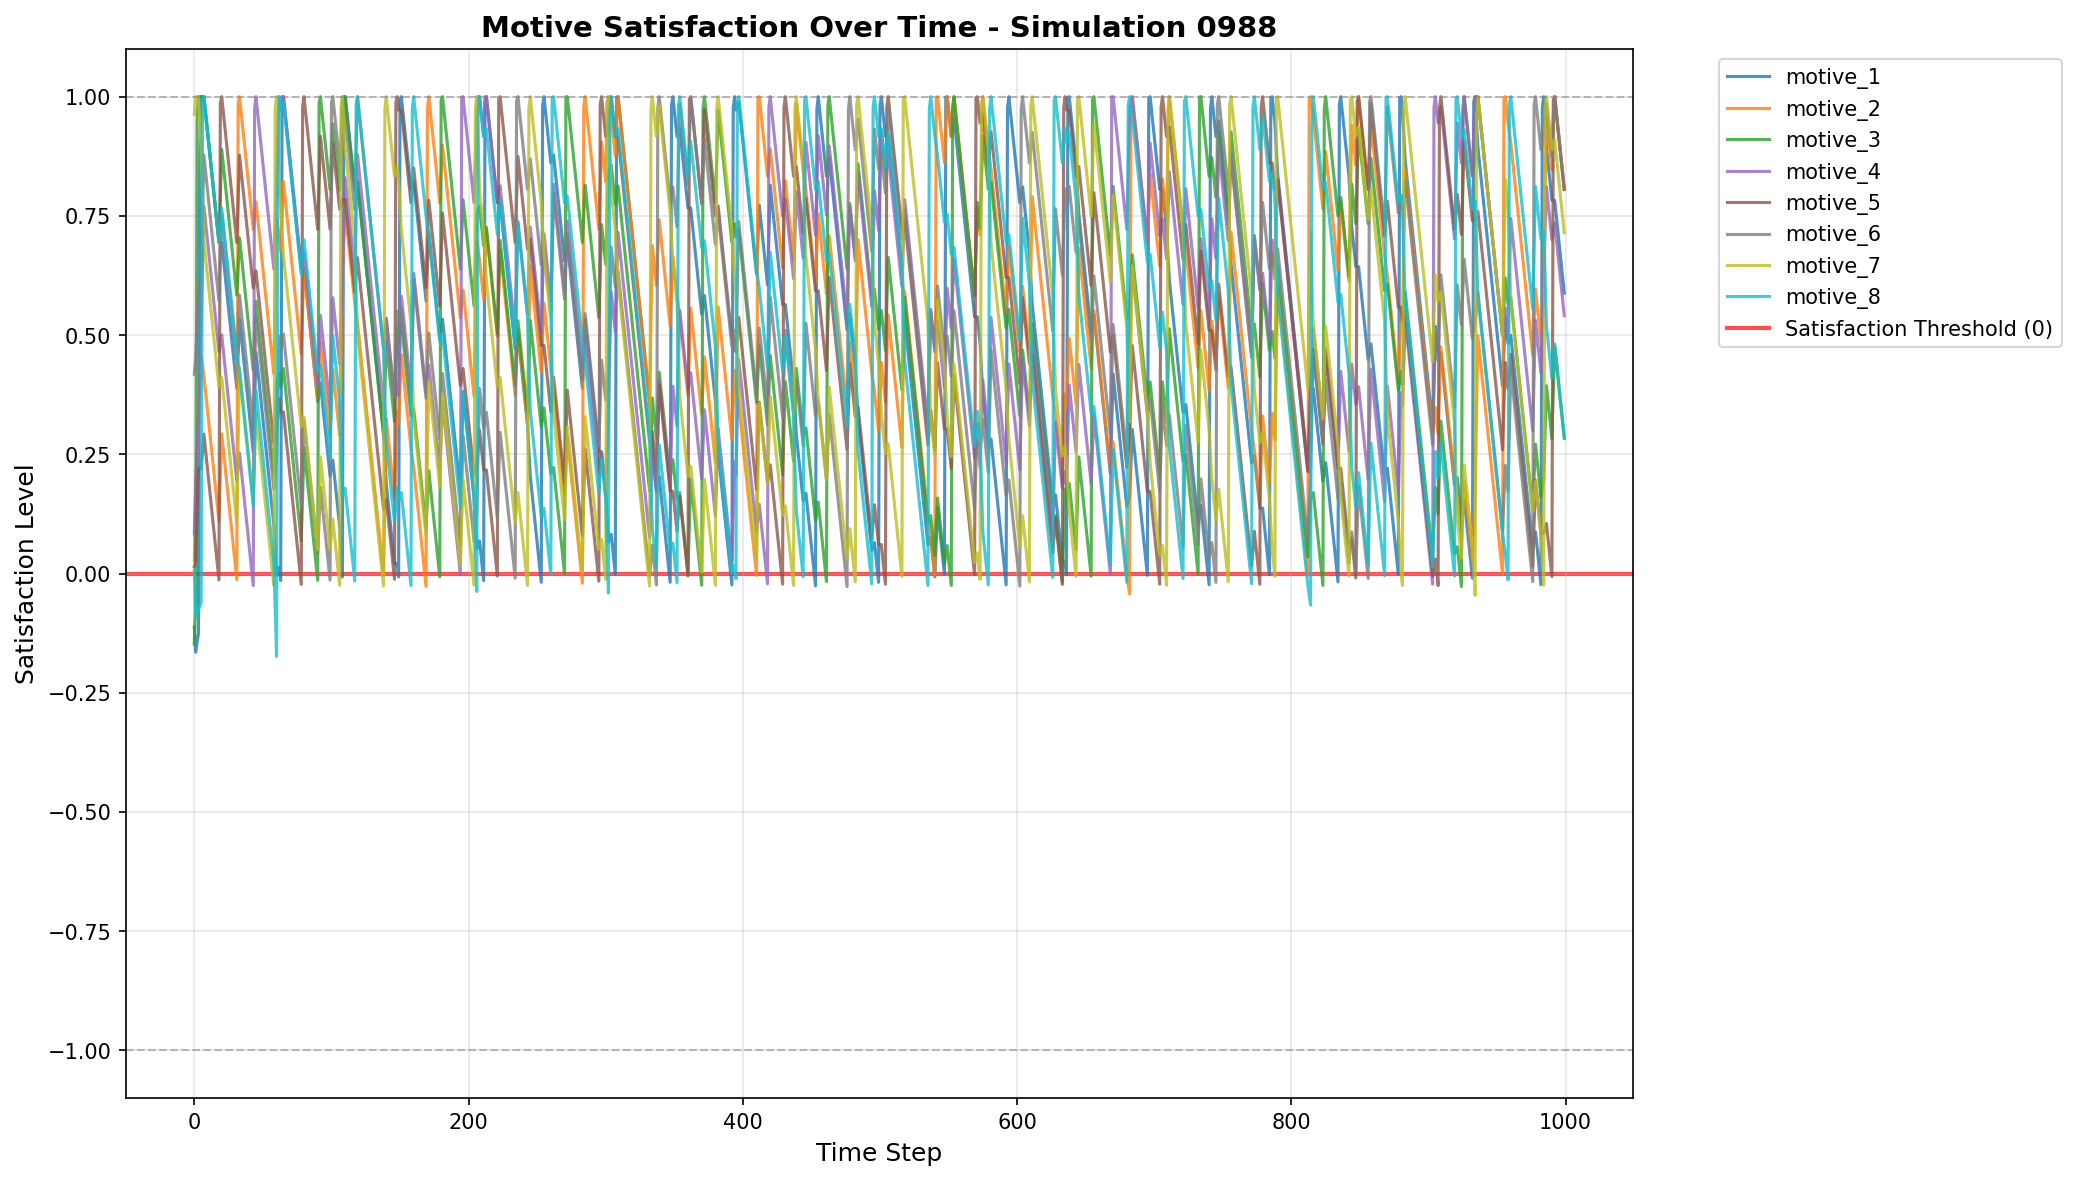 Motive Satisfaction Over Time - Simulation 0988
1.00
0.75
0.50
0.25
0.00
−0.25
−0.50
−0.75
−1.00
Satisfaction Level
0
200
400
600
800
1000
Time Step
motive_1
motive_2
motive_3
motive_4
motive_5
motive_6
motive_7
motive_8
Satisfaction Threshold (0)